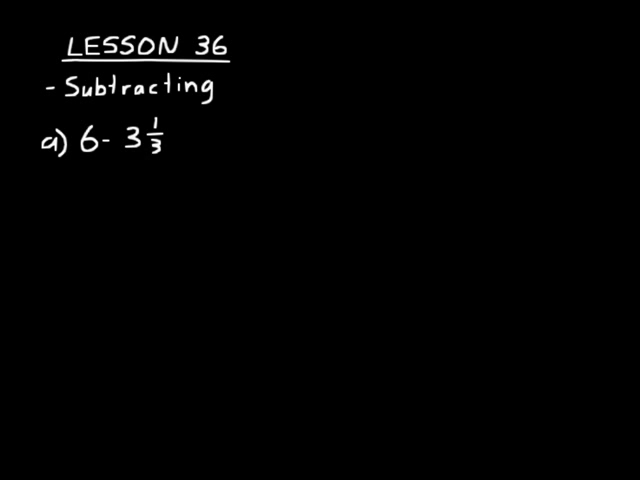 LESSON 36
- Subtracting
a) 6 - 3 1/3